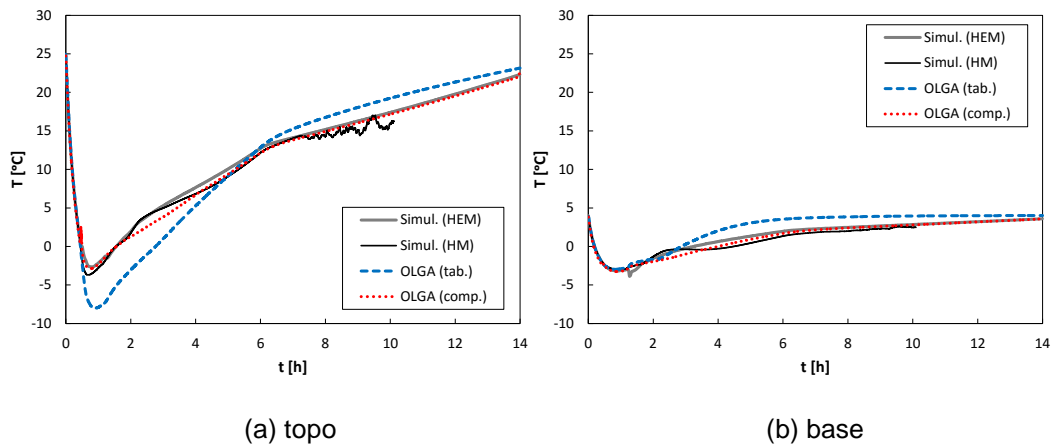 30
25
20
15
10
5
0
-5
-10
T [°C]
0 2 4 6 8 10 12 14
t [h]
Simul. (HEM)
Simul. (HM)
OLGA (tab.)
OLGA (comp.)
(a) topo
30
25
20
15
10
5
0
-5
-10
T [°C]
0 2 4 6 8 10 12 14
t [h]
Simul. (HEM)
Simul. (HM)
OLGA (tab.)
OLGA (comp.)
(b) base